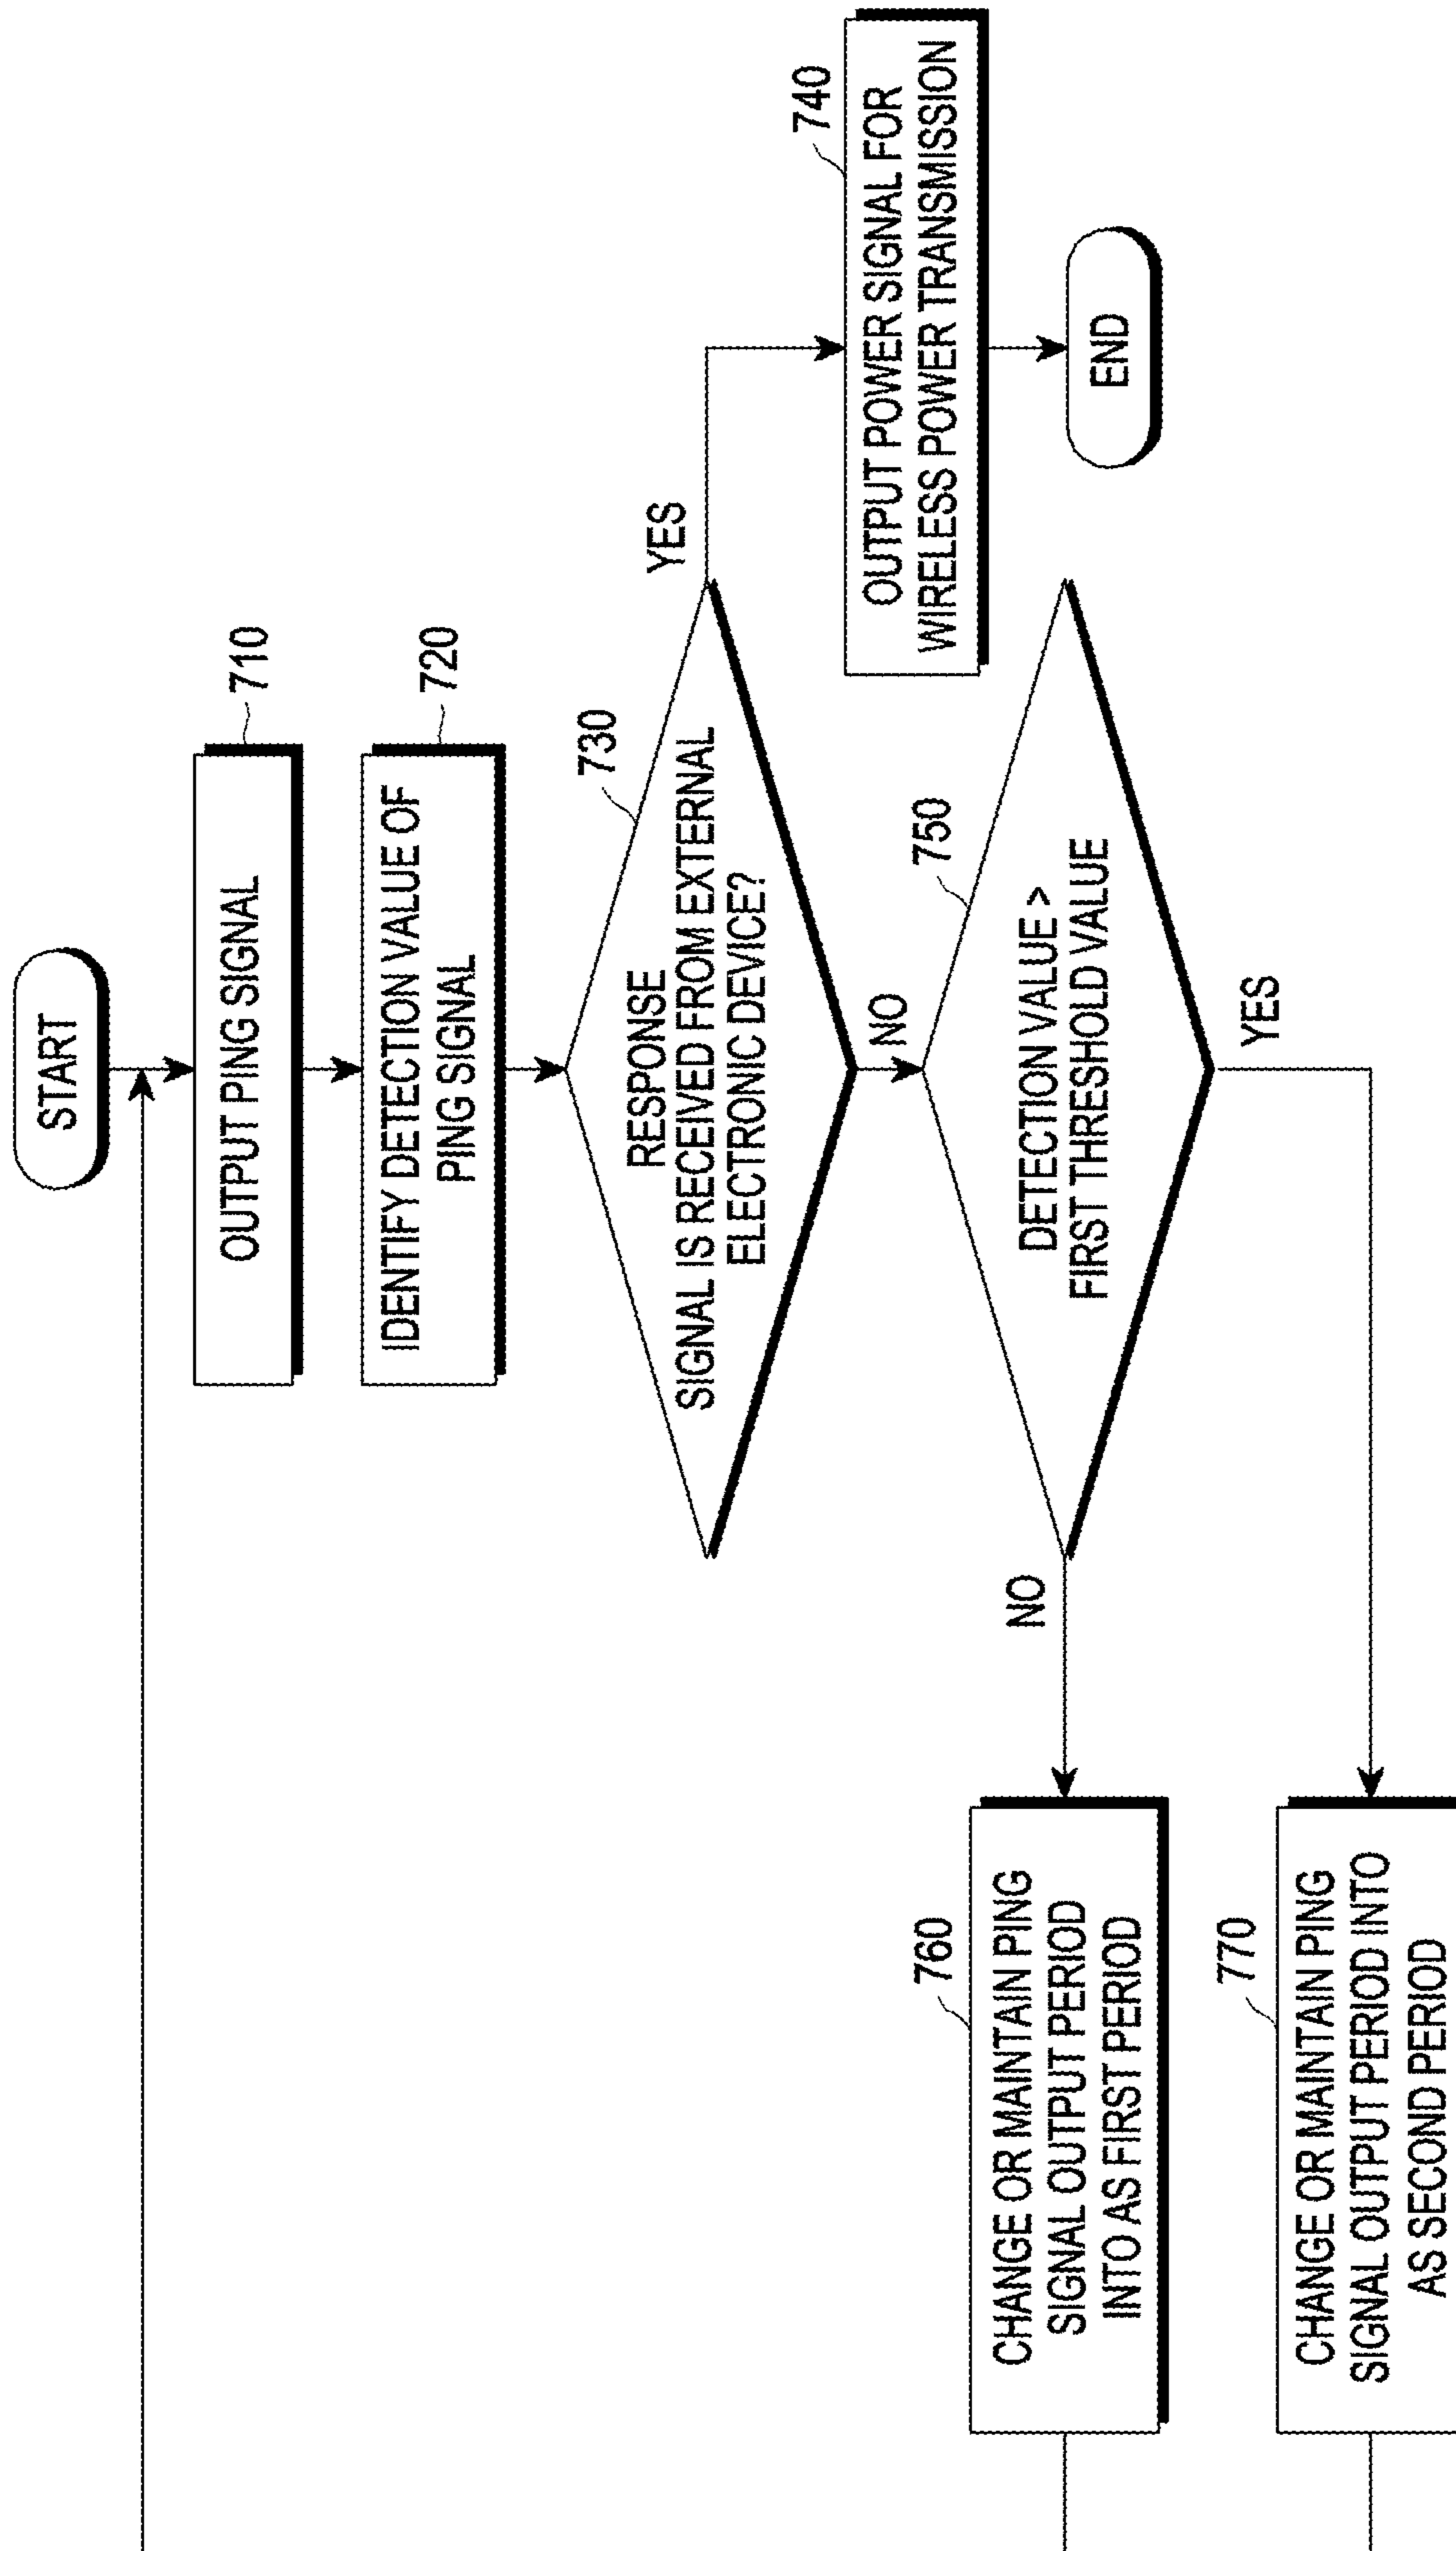 START
710
OUTPUT PING SIGNAL
720
IDENTIFY DETECTION VALUE OF
PING SIGNAL
730
RESPONSE
SIGNAL IS RECEIVED FROM EXTERNAL
ELECTRONIC DEVICE?
YES
740
OUTPUT POWER SIGNAL FOR
WIRELESS POWER TRANSMISSION
END
NO
750
DETECTION VALUE >
FIRST THRESHOLD VALUE
NO
760
CHANGE OR MAINTAIN PING
SIGNAL OUTPUT PERIOD
INTO AS FIRST PERIOD
YES
770
CHANGE OR MAINTAIN PING
SIGNAL OUTPUT PERIOD INTO
AS SECOND PERIOD